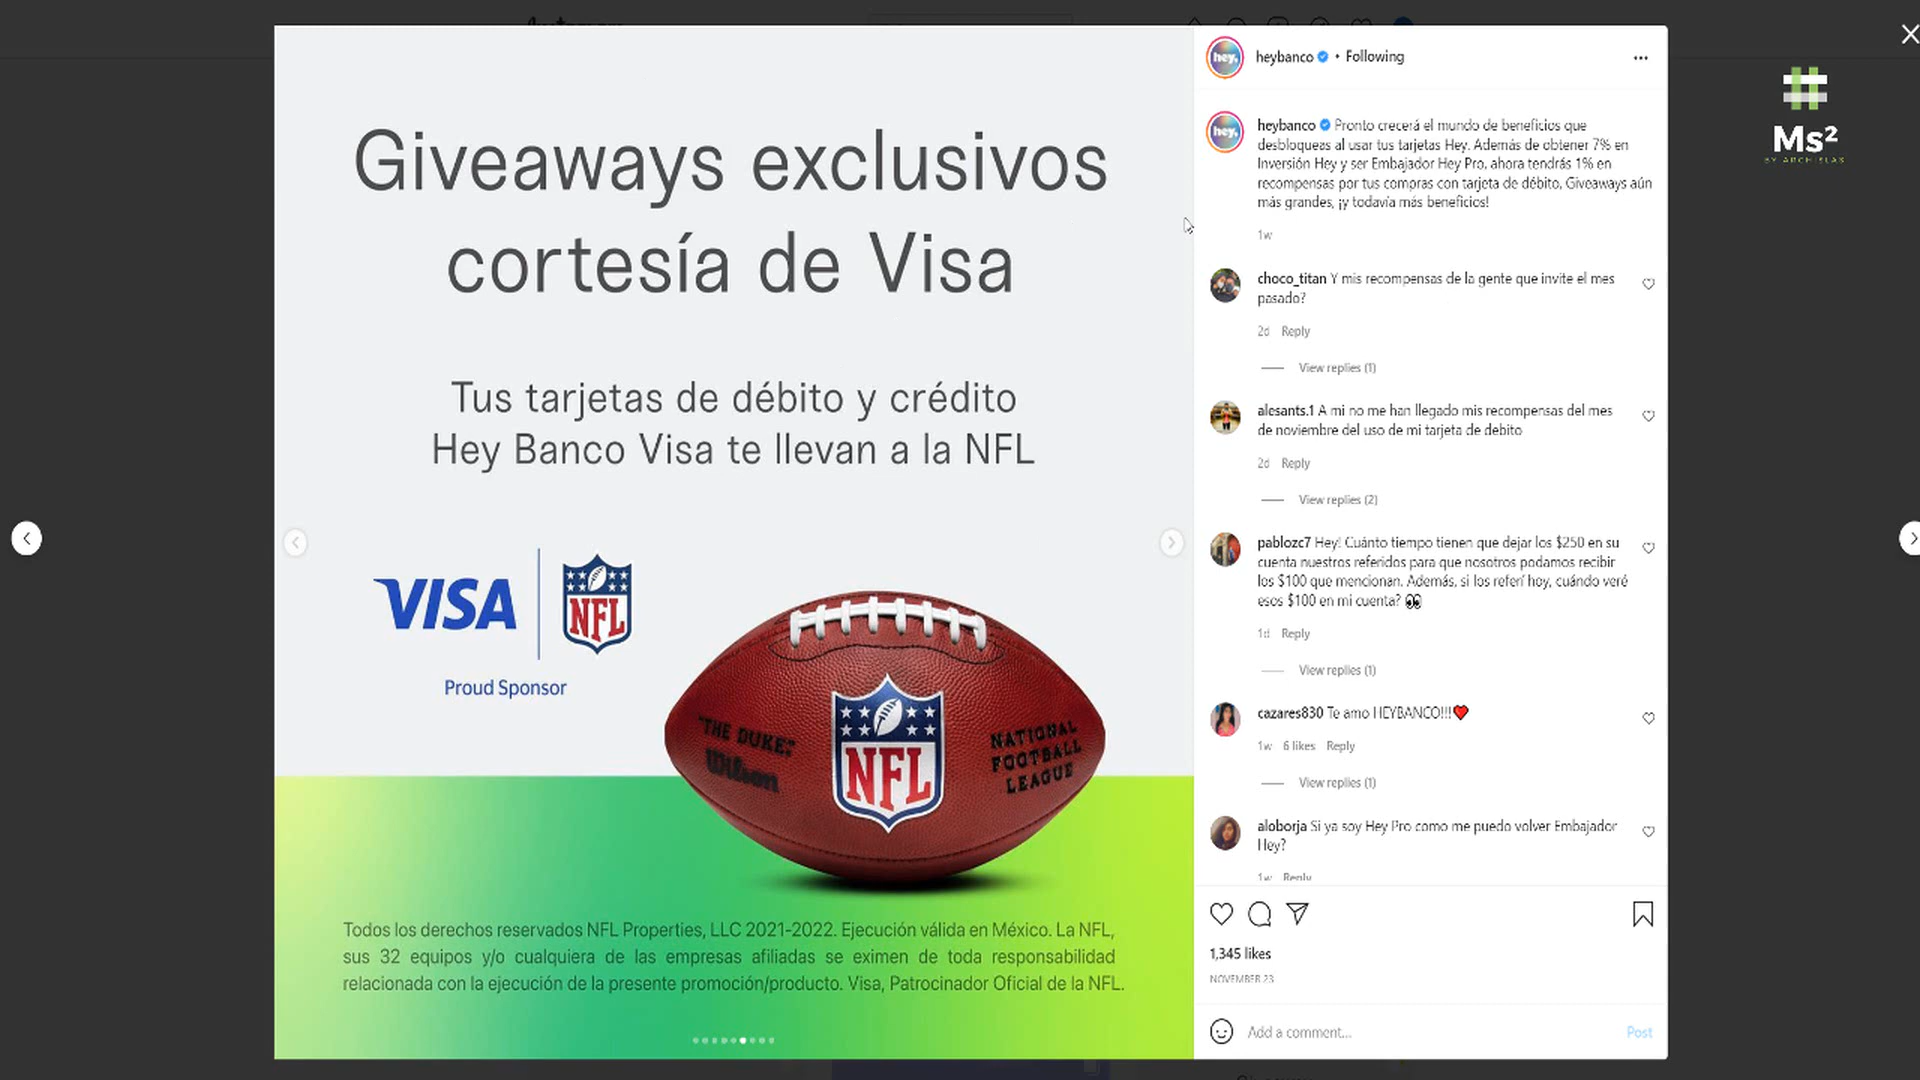 Giveaways exclusivos
cortesía de Visa
Tus tarjetas de débito y crédito
Hey Banco Visa te llevan a la NFL
VISA
NFL
Proud Sponsor
"THE DUKE"
Wilson
NFL
NATIONAL
FOOTBALL
LEAGUE
Todos los derechos reservados NFL Properties, LLC 2021-2022. Ejecución válida en México. La NFL,
sus 32 equipos y/o cualquiera de las empresas afiliadas se eximen de toda responsabilidad
relacionada con la ejecución de la presente promoción/producto. Visa, Patrocinador Oficial de la NFL.
hey,
heybanco • Following
hey,
heybanco Pronto crecerá el mundo de beneficios que
desbloqueas al usar tus tarjetas Hey. Además de obtener 7% en
Inversión Hey y ser Embajador Hey Pro, ahora tendrás 1% en
recompensas por tus compras con tarjeta de débito, Giveaways aún
más grandes, ¡y todavía más beneficios!
1w
choco_titan Y mis recompensas de la gente que invite el mes
pasado?
2d Reply
View replies (1)
alesants.1 A mi no me han llegado mis recompensas del mes
de noviembre del uso de mi tarjeta de debito
2d Reply
View replies (2)
pablozc7 Hey! Cuánto tiempo tienen que dejar los $250 en su
cuenta nuestros referidos para que nosotros podamos recibir
los $100 que mencionan. Además, si los referí hoy, cuándo veré
esos $100 en mi cuenta? 👀
1d Reply
View replies (1)
cazares830 Te amo HEYBANCO!!!❤️
1w 6 likes Reply
View replies (1)
aloborja Si ya soy Hey Pro como me puedo volver Embajador
Hey?
1w Reply
1,345 likes
NOVEMBER 23
Add a comment... Post
Ms²
BY ARCHISLAS